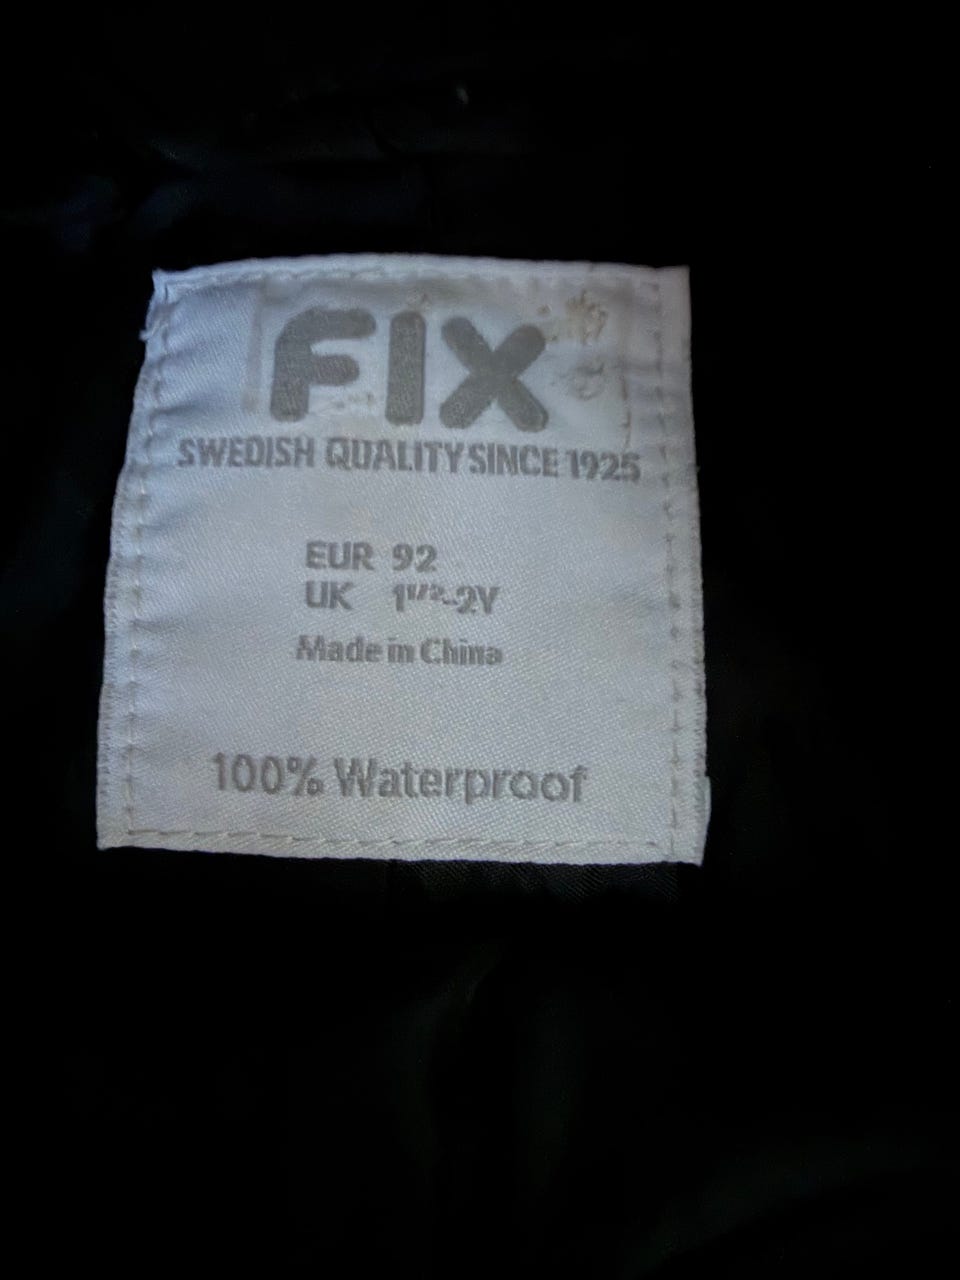 FIX
SWEDISH QUALITY SINCE 1925
EUR 92
UK 1½-2Y
Made in China
100% Waterproof